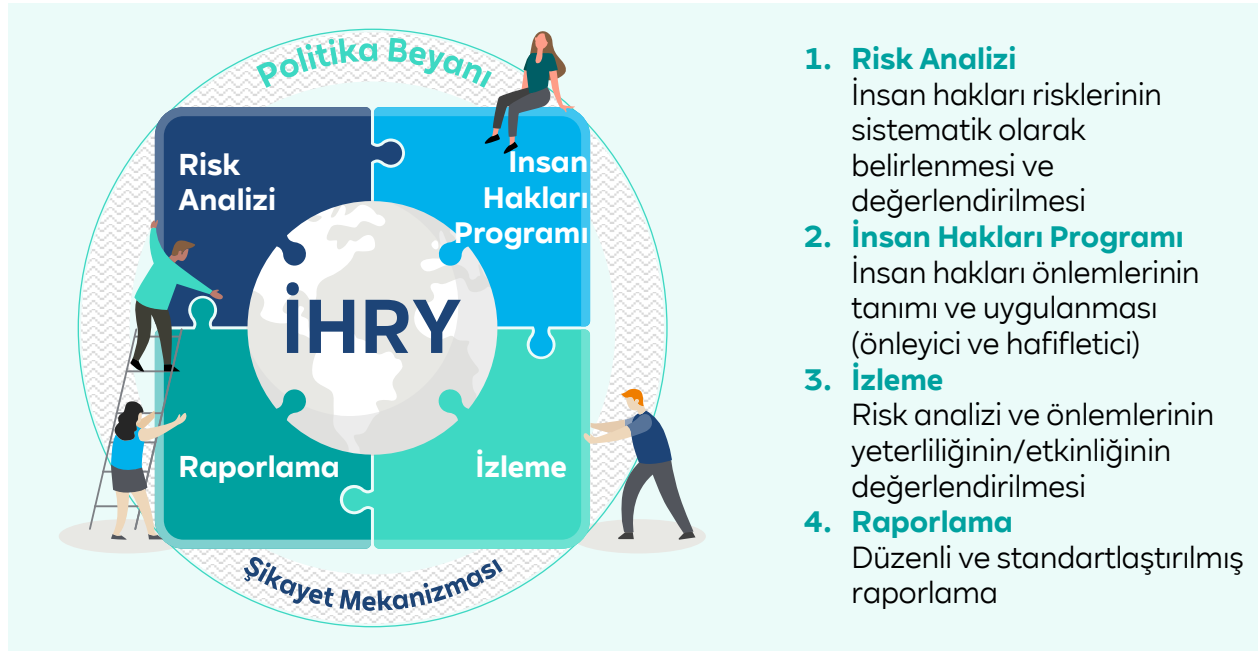 Politika Beyanı
Risk
Analizi
Insan
Hakları
Programı
İHRY
Raporlama
İzleme
Şikayet Mekanizması
1. Risk Analizi
İnsan hakları risklerinin
sistematik olarak
belirlenmesi ve
değerlendirilmesi
2. İnsan Hakları Programı
İnsan hakları önlemlerinin
tanımı ve uygulanması
(önleyici ve hafifletici)
3. İzleme
Risk analizi ve önlemlerinin
yeterliliğinin/etkinliğinin
değerlendirilmesi
4. Raporlama
Düzenli ve standartlaştırılmış
raporlama